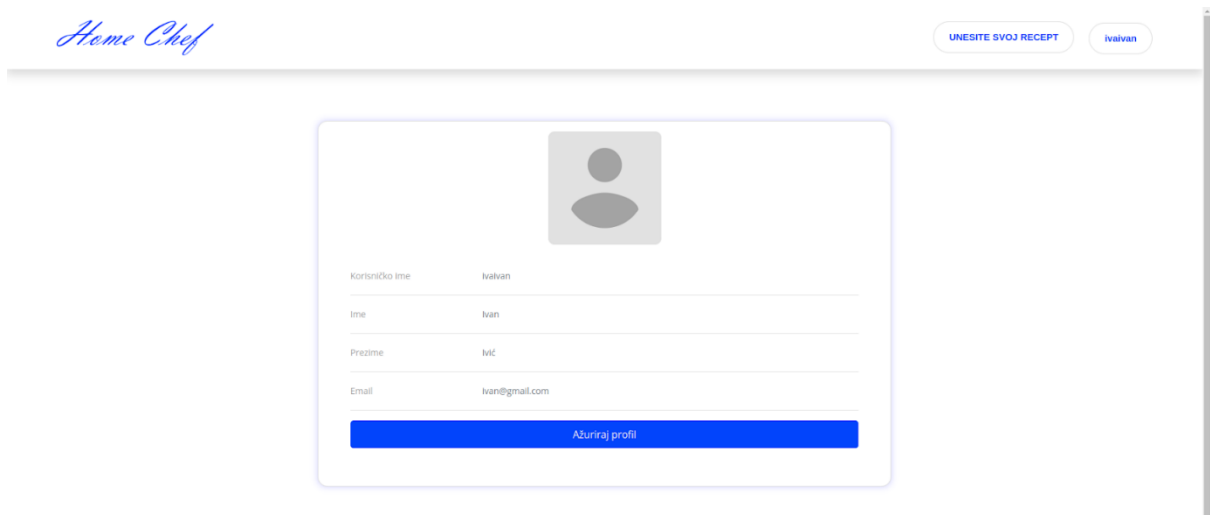 Home Chef
UNESITE SVOJ RECEPT
ivaivan
Korisničko ime ivaivan
Ime Ivan
Prezime Ivić
Email ivan@gmail.com
Ažuriraj profil